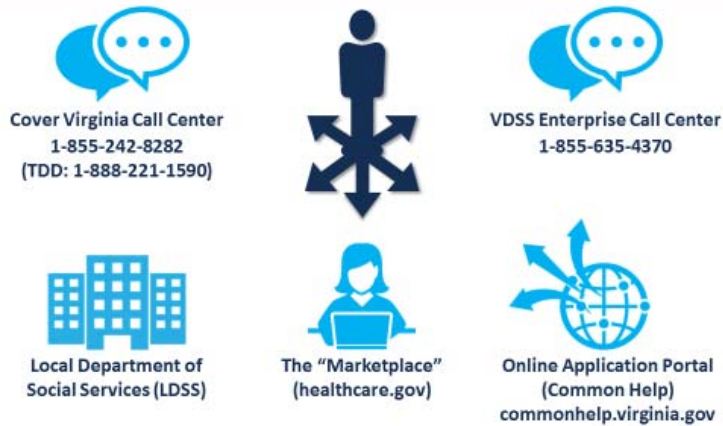 Cover Virginia Call Center
1-855-242-8282
(TDD: 1-888-221-1590)
VDSS Enterprise Call Center
1-855-635-4370
Local Department of
Social Services (LDSS)
The “Marketplace”
(healthcare.gov)
Online Application Portal
(Common Help)
commonhelp.virginia.gov